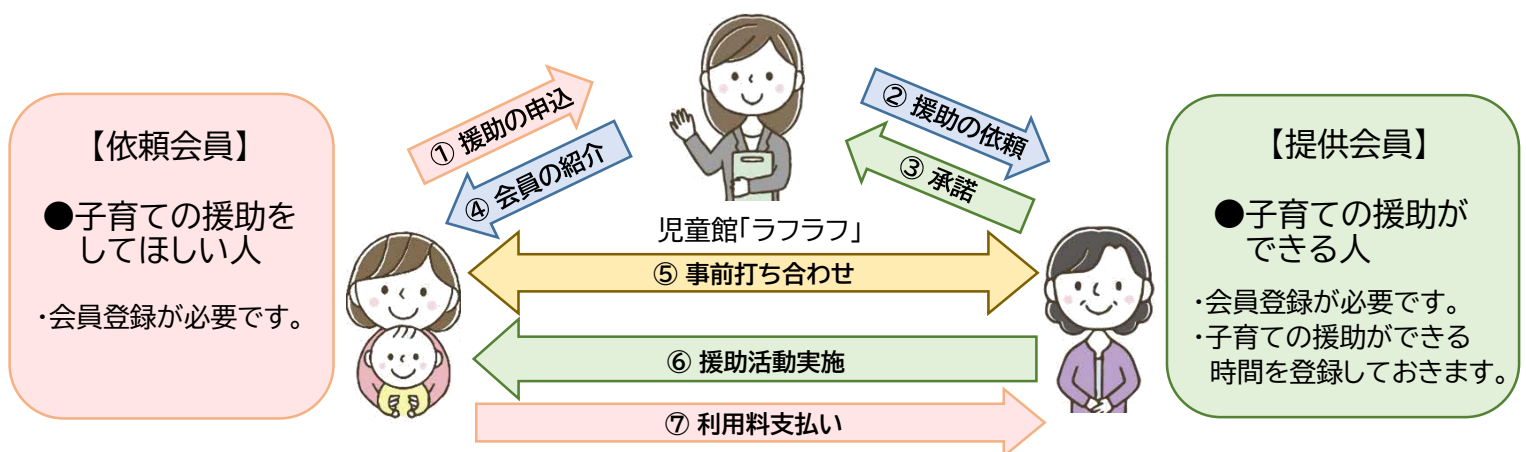 【依頼会員】
●子育ての援助を
してほしい人
・会員登録が必要です。
① 援助の申込
④ 会員の紹介
② 援助の依頼
③ 承諾
児童館「ラフラフ」
⑤ 事前打ち合わせ
⑥ 援助活動実施
⑦ 利用料支払い
【提供会員】
●子育ての援助が
できる人
・会員登録が必要です。
・子育ての援助ができる
時間を登録しておきます。